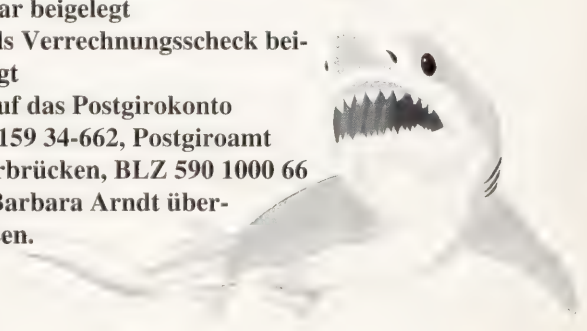 ar beigelegt
ls Verrechnungsscheck bei-
gt
uf das Postgirokonto
159 34-662, Postgiroamt
rbrücken, BLZ 590 1000 66
Barbara Arndt über-
en.